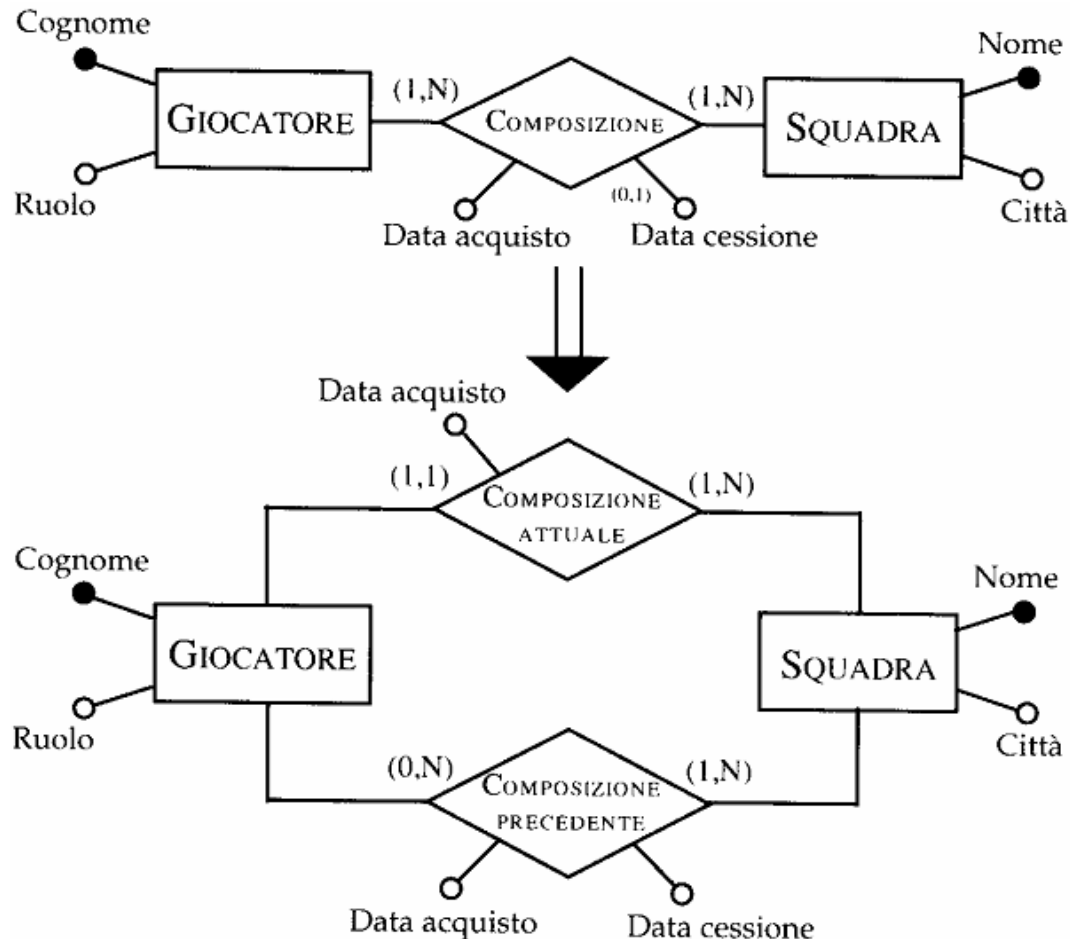 Cognome
Nome
(1,N)
(1,N)
GIOCATORE
COMPOSIZIONE
SQUADRA
(0,1)
Ruolo
Data acquisto
Data cessione
Città
Data acquisto
(1,1)
(1,N)
COMPOSIZIONE
ATTUALE
Cognome
Nome
GIOCATORE
SQUADRA
Ruolo
Città
(0,N)
(1,N)
COMPOSIZIONE
PRECEDENTE
Data acquisto
Data cessione